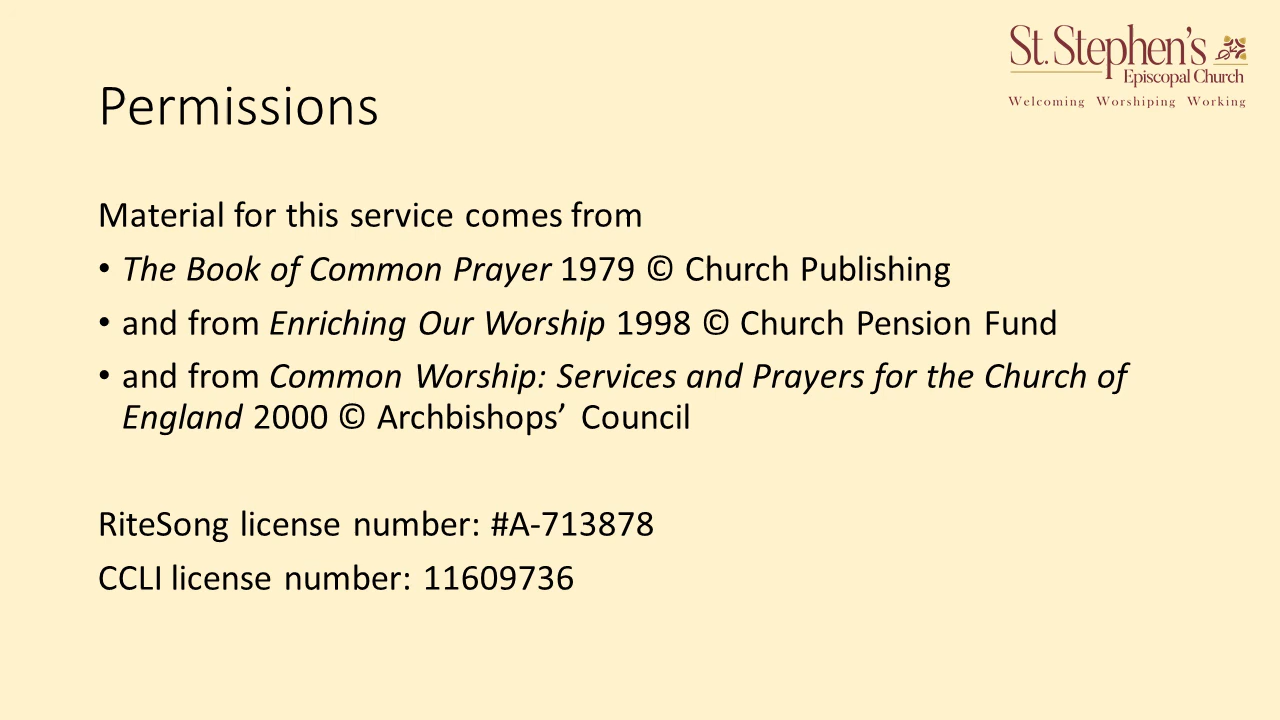 St. Stephen's
Episcopal Church
Welcoming Worshiping Working
Permissions
Material for this service comes from
• The Book of Common Prayer 1979 © Church Publishing
• and from Enriching Our Worship 1998 © Church Pension Fund
• and from Common Worship: Services and Prayers for the Church of
England 2000 © Archbishops’ Council
RiteSong license number: #A-713878
CCLI license number: 11609736